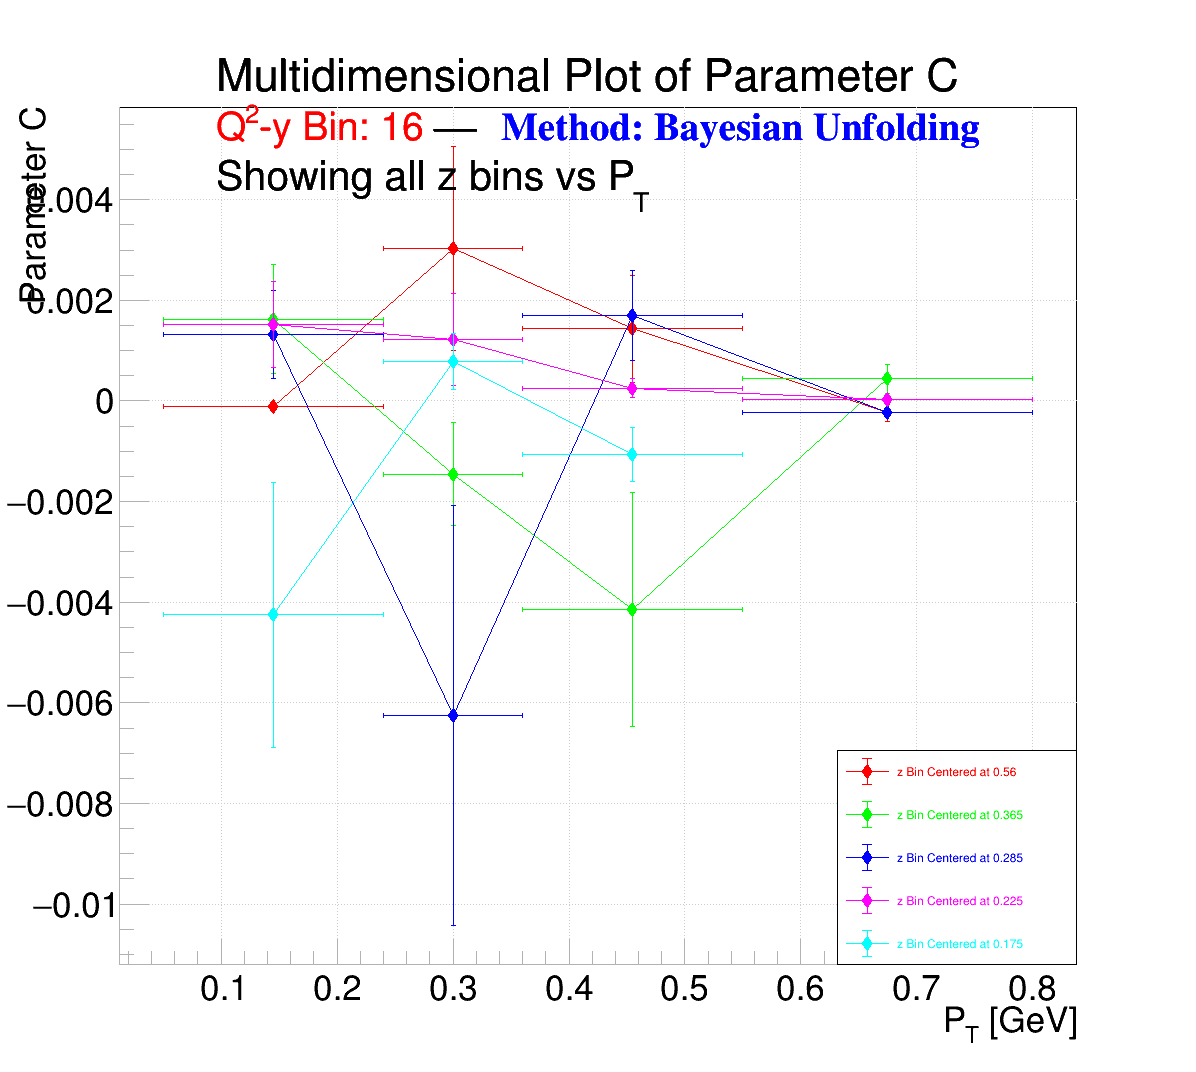 Multidimensional Plot of Parameter C
Q²-y Bin: 16 — Method: Bayesian Unfolding
Showing all z bins vs P_T
Parameter C
0.004
0.002
0
−0.002
−0.004
−0.006
−0.008
−0.01
z Bin Centered at 0.56
z Bin Centered at 0.365
z Bin Centered at 0.285
z Bin Centered at 0.225
z Bin Centered at 0.175
0.1 0.2 0.3 0.4 0.5 0.6 0.7 0.8
P_T [GeV]